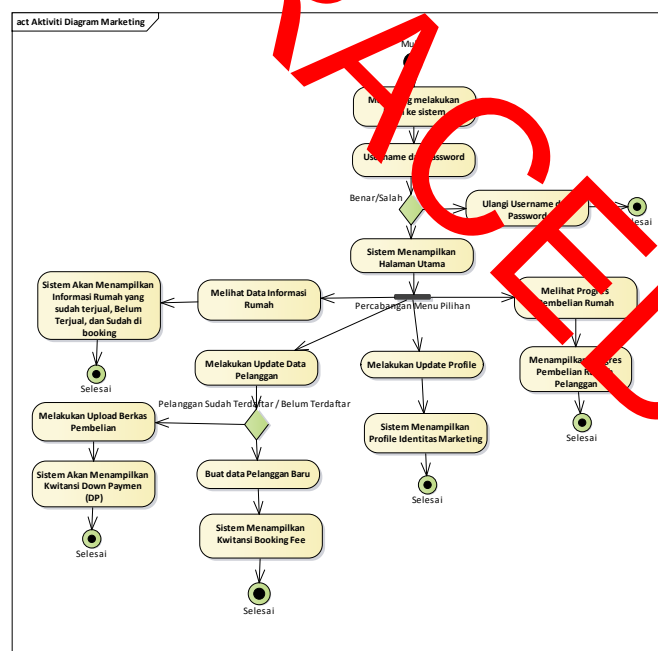 act Aktiviti Diagram Marketing
melakukan
ke sistem
Username
Benar/Salah
Ulangi Username
Password
Sistem Menampilkan
Halaman Utama
Sistem Akan Menampilkan
Informasi Rumah yang
sudah terjual, Belum
Terjual, dan Sudah di
booking
Melihat Data Informasi
Rumah
Percabangan Menu Pilihan
Melihat Progres
Pembelian Rumah
Selesai
Melakukan Update Data
Pelanggan
Melakukan Update Profile
Menampilkan
Pembelian
Pelanggan
Selesai
Pelanggan Sudah Terdaftar / Belum Terdaftar
Melakukan Upload Berkas
Pembelian
Sistem Menampilkan
Profile Identitas Marketing
Sistem Akan Menampilkan
Kwitansi Down Paymen
(DP)
Buat data Pelanggan Baru
Selesai
Sistem Menampilkan
Kwitansi Booking Fee
Selesai
Selesai